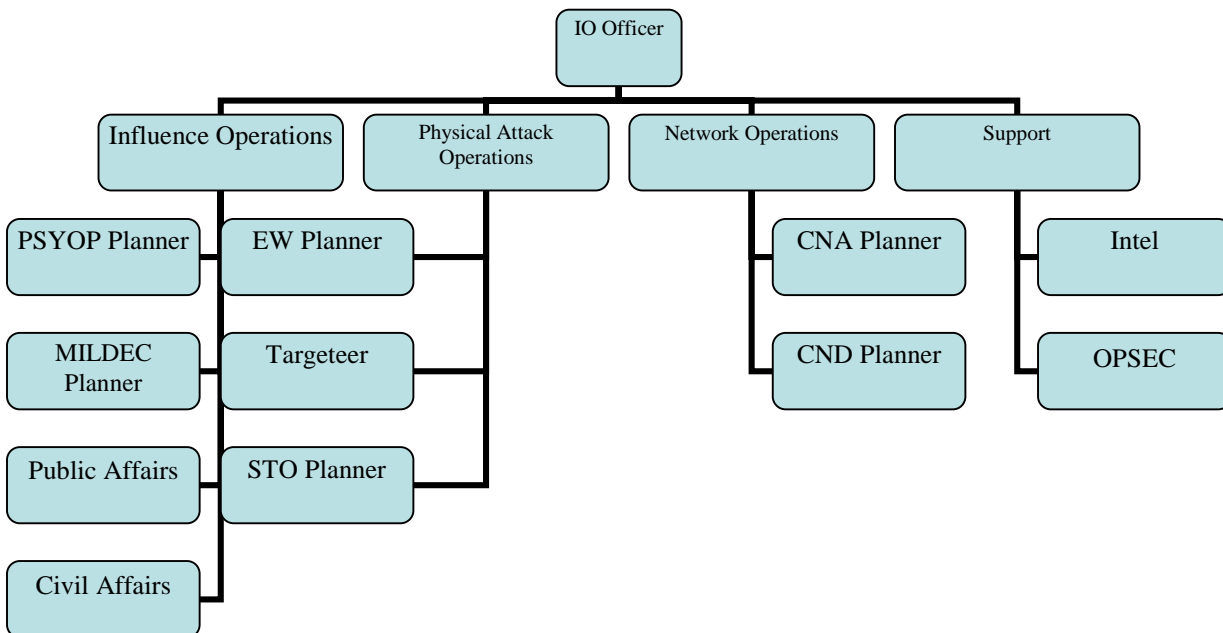 IO Officer
Influence Operations
Physical Attack
Operations
Network Operations
Support
PSYOP Planner
EW Planner
CNA Planner
Intel
MILDEC
Planner
Targeteer
CND Planner
OPSEC
Public Affairs
STO Planner
Civil Affairs